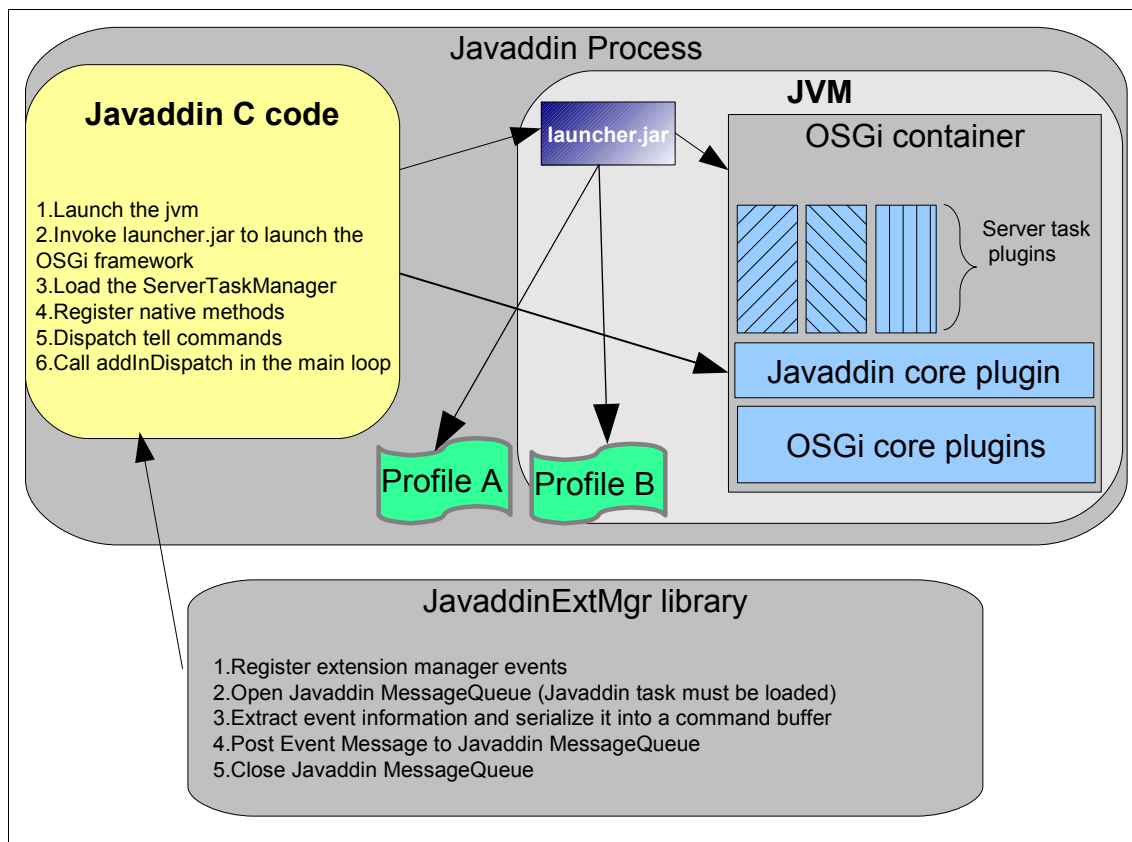 Javaddin Process
Javaddin C code
1.Launch the jvm
2.Invoke launcher.jar to launch the
OSGi framework
3.Load the ServerTaskManager
4.Register native methods
5.Dispatch tell commands
6.Call addInDispatch in the main loop
JVM
launcher.jar
OSGi container
Server task
plugins
Javaddin core plugin
OSGi core plugins
Profile A
Profile B
JavaddinExtMgr library
1.Register extension manager events
2.Open Javaddin MessageQueue (Javaddin task must be loaded)
3.Extract event information and serialize it into a command buffer
4.Post Event Message to Javaddin MessageQueue
5.Close Javaddin MessageQueue